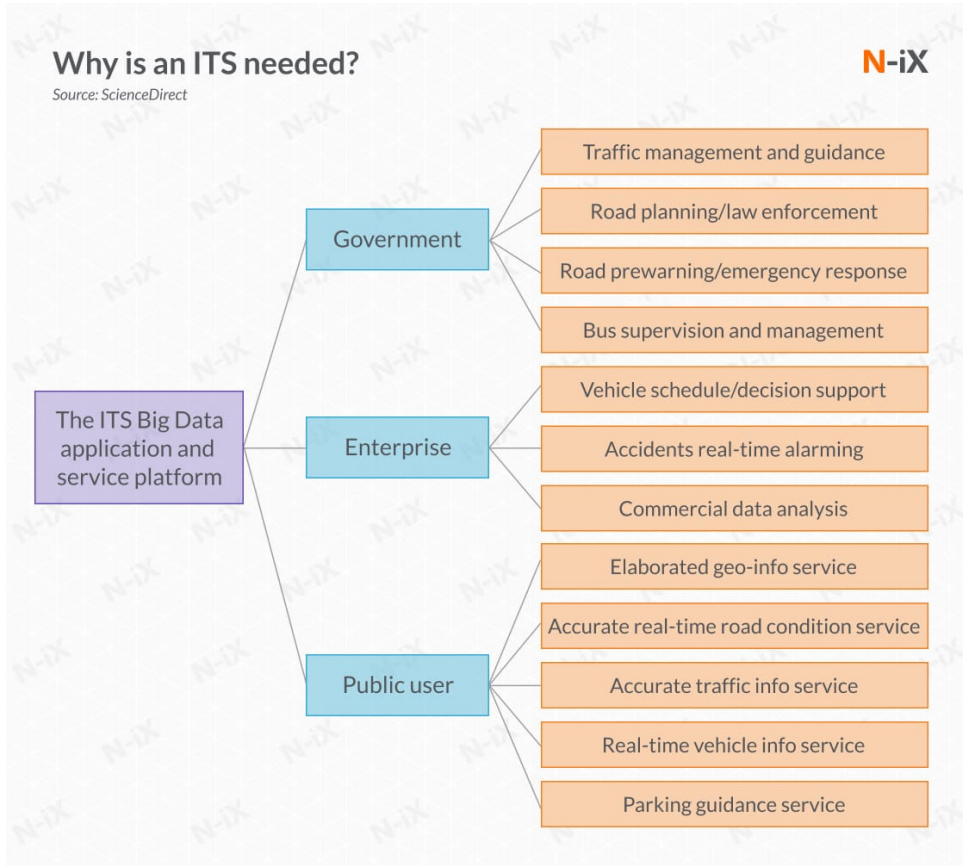 Why is an ITS needed?
N-iX
Source: ScienceDirect
Traffic management and guidance
Road planning/law enforcement
Government
Road prewarning/emergency response
Bus supervision and management
Vehicle schedule/decision support
The ITS Big Data
application and
service platform
Enterprise
Accidents real-time alarming
Commercial data analysis
Elaborated geo-info service
Accurate real-time road condition service
Public user
Accurate traffic info service
Real-time vehicle info service
Parking guidance service